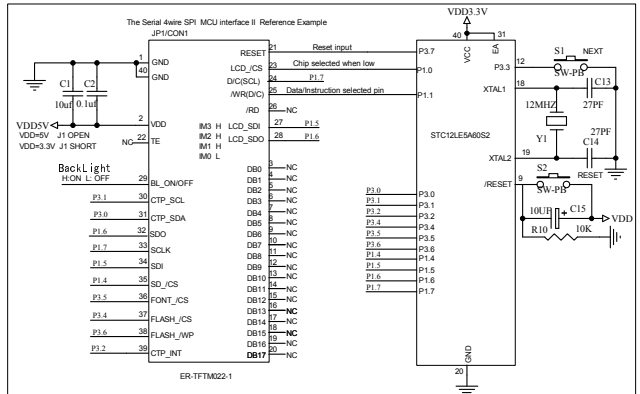 The Serial 4wire SPI MCU interface II Reference Example
JP1/CON1
VDD3.3V
1 GND
40 GND
C1 C2
10uf 0.1uf
VDD5V
VDD=5V J1 OPEN
VDD=3.3V J1 SHORT
2 VDD
NC 22 TE
BackLight
H:ON L: OFF
29 BL_ON/OFF
P3.1 30 CTP_SCL
P3.0 31 CTP_SDA
P1.6 32 SDO
P1.7 33 SCLK
P1.5 34 SDI
P1.4 35 SD_/CS
P3.5 36 FONT_/CS
P3.4 37 FLASH_/CS
P3.6 38 FLASH_/WP
P3.2 39 CTP_INT
RESET 21 Reset input P3.7
LCD_/CS 23 Chip selected when low P1.0
D/C(SCL) 24 P1.7
/WR(D/C) 25 Data/Instruction selected pin P1.1
/RD 26 NC
IM3 H LCD_SDI 27 P1.5
IM2 H LCD_SDO 28 P1.6
IM1 H
IM0 L
DB0 3 NC
DB1 4 NC
DB2 5 NC
DB3 6 NC
DB4 7 NC
DB5 8 NC
DB6 9 NC
DB7 10 NC
DB8 11 NC
DB9 12 NC
DB10 13 NC
DB11 14 NC
DB12 15 NC
DB13 16 NC
DB14 17 NC
DB15 18 NC
DB16 19 NC
DB17 20 NC
ER-TFTM022-1
40 VCC
31 EA
STC12LE5A60S2
P3.0 P3.0
P3.1 P3.1
P3.2 P3.2
P3.4 P3.4
P3.5 P3.5
P3.6 P3.6
P1.4 P1.4
P1.5 P1.5
P1.6 P1.6
P1.7 P1.7
GND
20
P3.3 12
S1 NEXT
SW-PB
XTAL1 18
C13
27PF
12MHZ
Y1
27PF
C14
XTAL2 19
RESET
S2
/RESET 9
SW-PB
10UF + C15
VDD
R10 10K